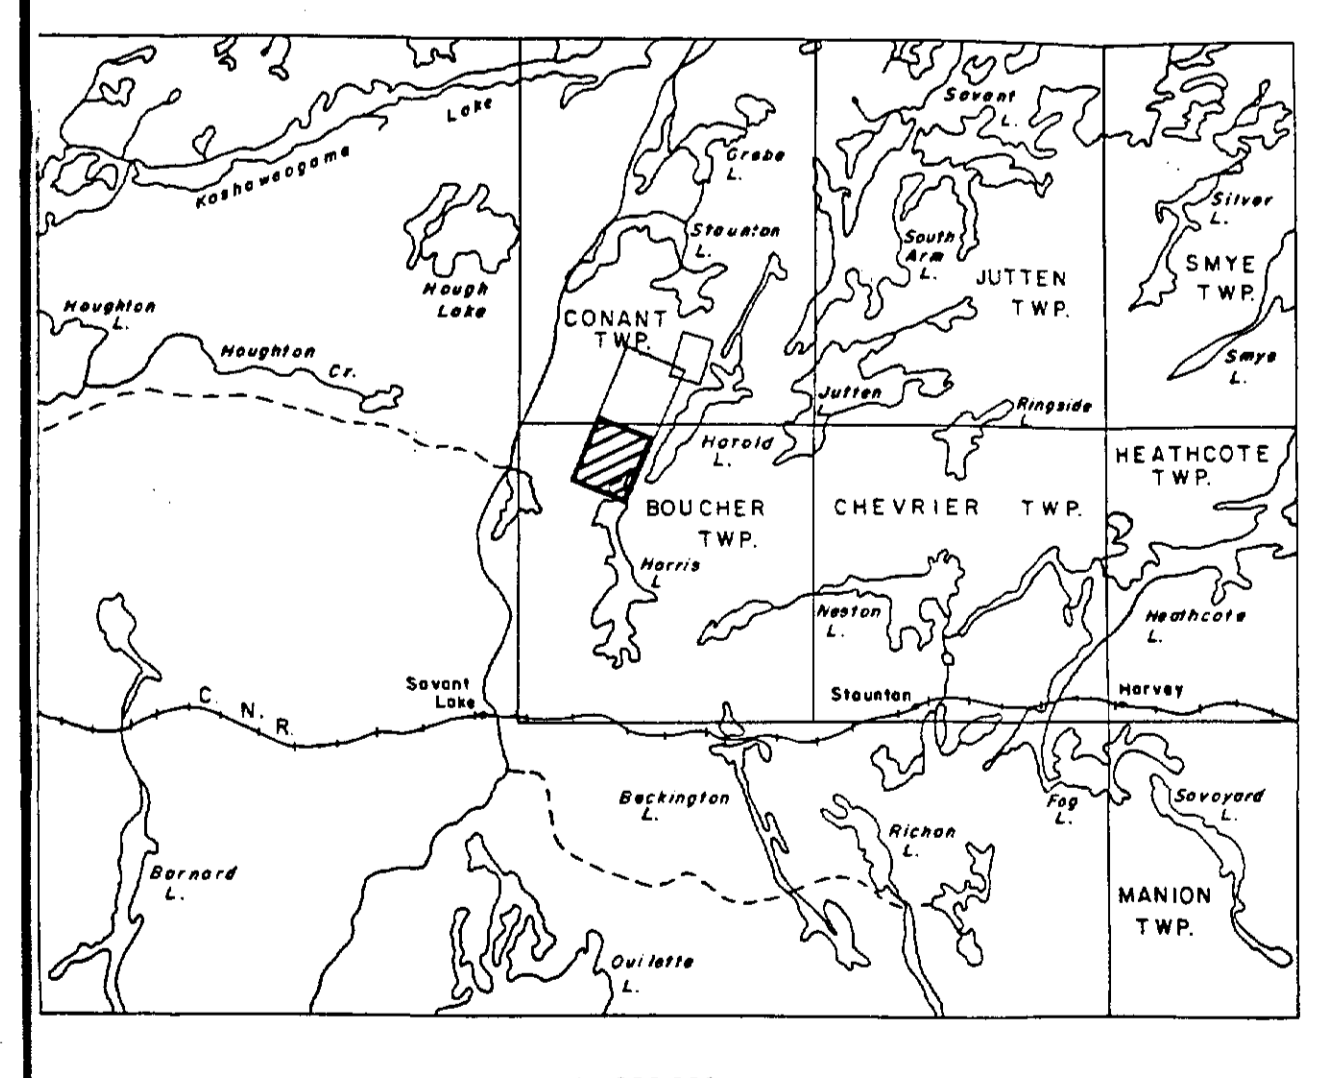 Savant
L.
Lake
Kashaweogama
Grebe
L.
Silver
L.
Staunton
L.
South
Arm
L.
SMYE
TWP.
JUTTEN
TWP.
Hough
Lake
Houghton
L.
CONANT
TWP.
Houghton
Cr.
Smye
L.
Jutten
L
Ringside
L
Harold
L.
HEATHCOTE
TWP.
BOUCHER
TWP.
CHEVRIER TWP.
Harris
L
Neston
L.
Heathcote
L.
Savant
Lake
C. N. R.
Staunton
Harvey
Beckington
L.
Fog
L.
Savoyard
L.
Richan
L.
Barnard
L.
MANION
TWP.
Ouilette
L.